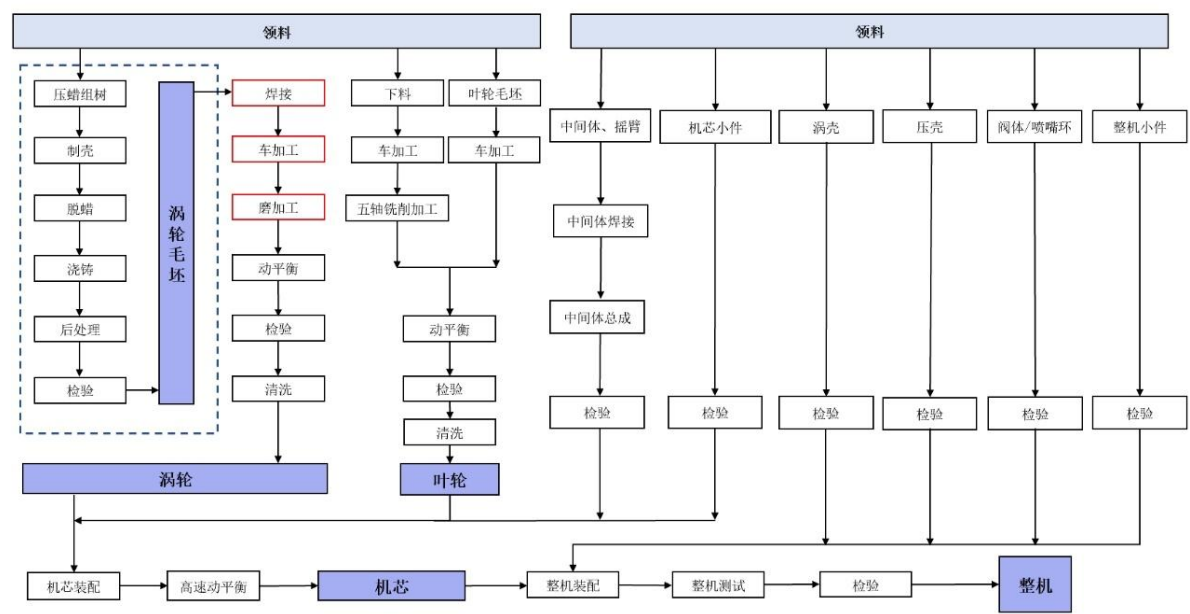 领料
领料
压蜡组树
制壳
脱蜡
浇铸
后处理
检验
涡轮毛坯
焊接
车加工
磨加工
动平衡
检验
清洗
涡轮
下料
车加工
五轴铣削加工
叶轮毛坯
车加工
动平衡
检验
清洗
叶轮
中间体、摇臂
中间体焊接
中间体总成
检验
机芯小件
检验
涡壳
检验
压壳
检验
阀体/喷嘴环
检验
整机小件
检验
机芯装配
高速动平衡
机芯
整机装配
整机测试
检验
整机